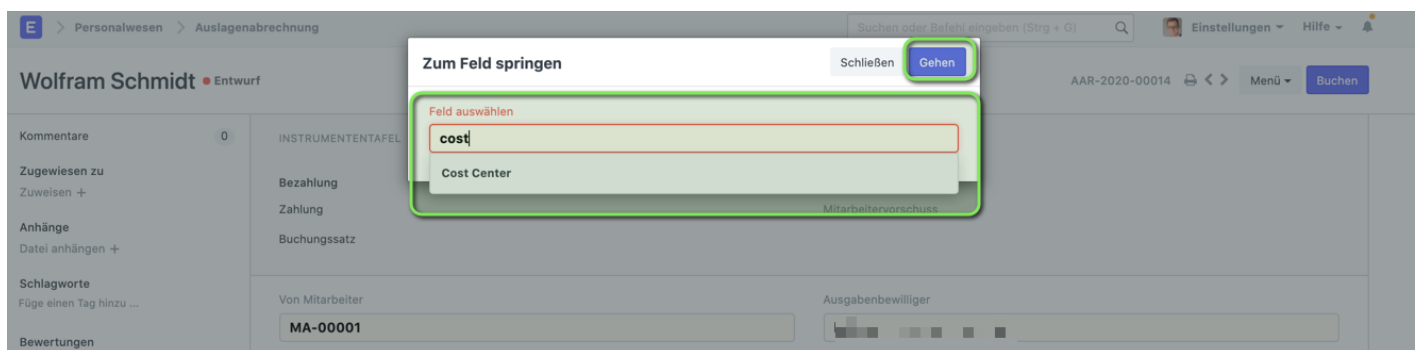 E > Personalwesen > Auslagenabrechnung
Suchen oder Befehl eingeben (Strg + G)
Einstellungen
Hilfe
Zum Feld springen
Schließen
Gehen
Wolfram Schmidt • Entwurf
AAR-2020-00014
Menü
Buchen
Feld auswählen
cost
Cost Center
Kommentare 0
Zugewiesen zu
Zuweisen +
Anhänge
Datei anhängen +
Schlagworte
Füge einen Tag hinzu ...
Bewertungen
INSTRUMENTENTAFEL
Bezahlung
Zahlung
Mitarbeitervorschuss
Buchungssatz
Von Mitarbeiter
MA-00001
Ausgabenbewilliger